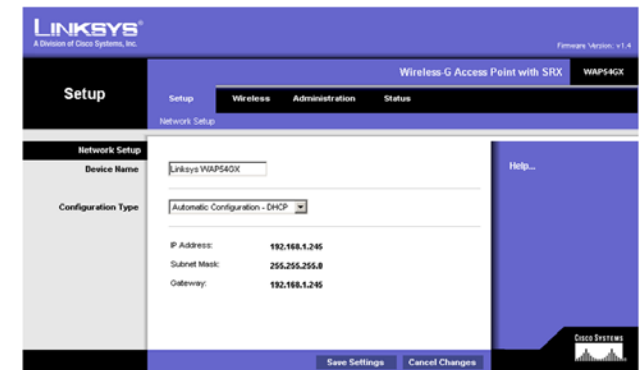 LINKSYS®
A Division of Cisco Systems, Inc.
Firmware Version: v1.4
Wireless-G Access Point with SRX WAP54GX
Setup
Setup Wireless Administration Status
Network Setup
Network Setup
Device Name Linksys WAP54GX
Help...
Configuration Type Automatic Configuration - DHCP
IP Address: 192.168.1.245
Subnet Mask: 255.255.255.0
Gateway: 192.168.1.245
Save Settings Cancel Changes
CISCO SYSTEMS